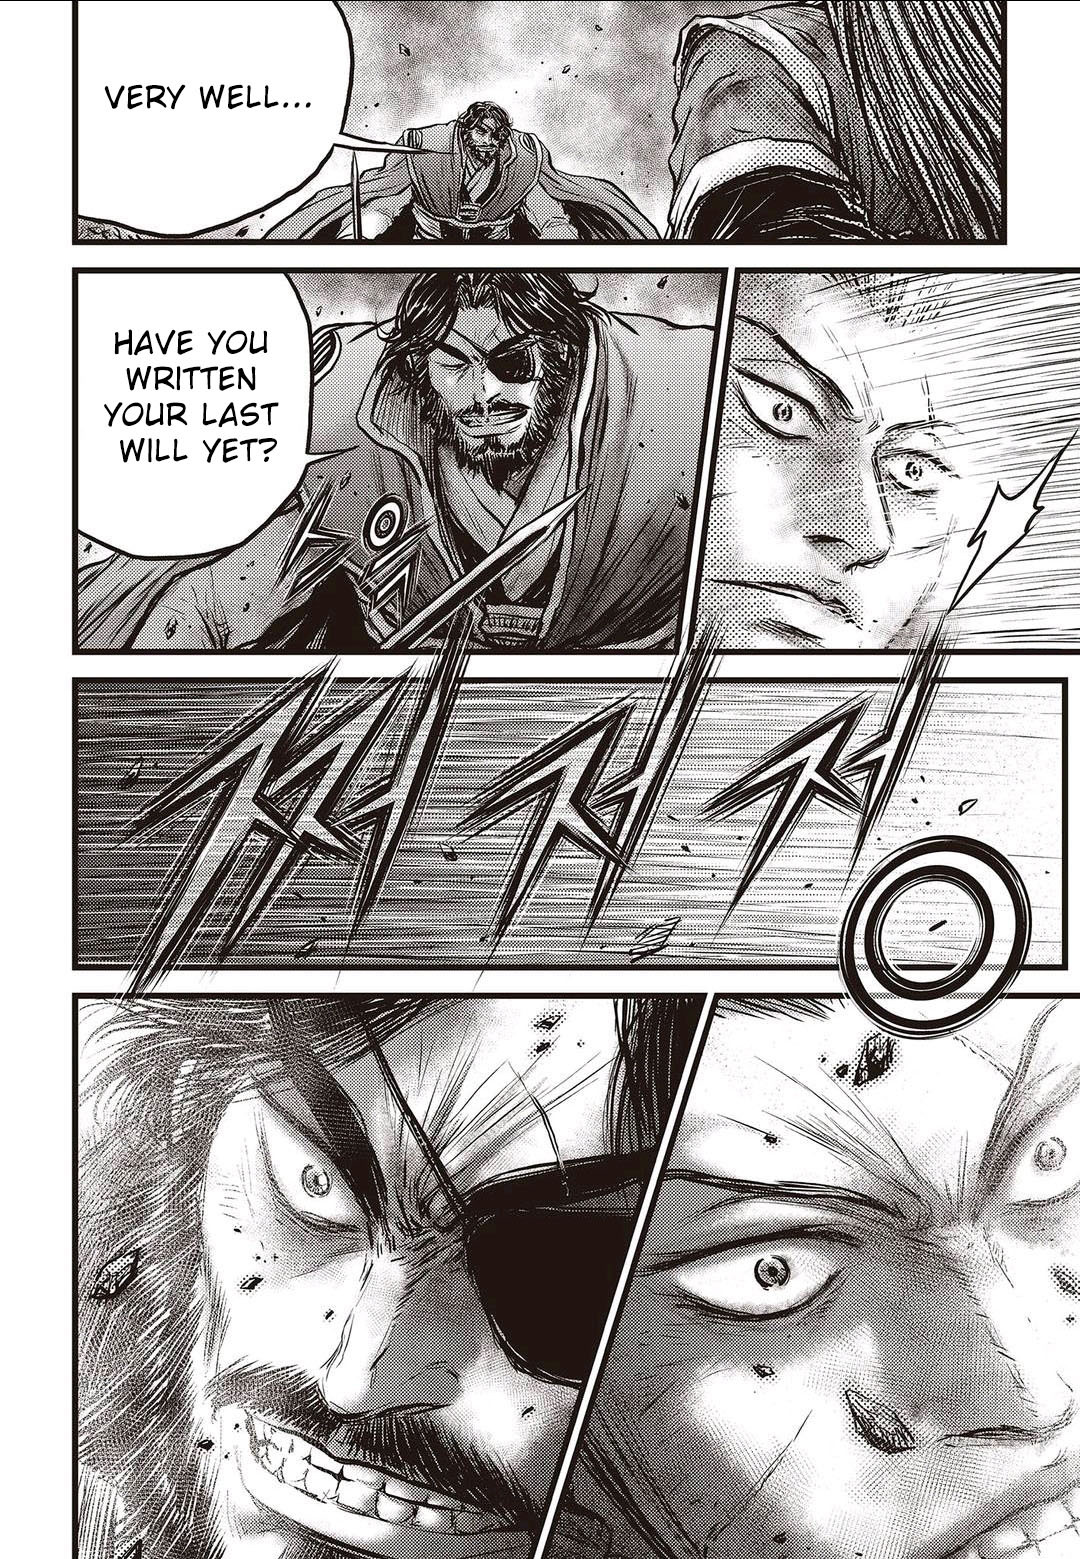 VERY WELL...
HAVE YOU
WRITTEN
YOUR LAST
WILL YET?